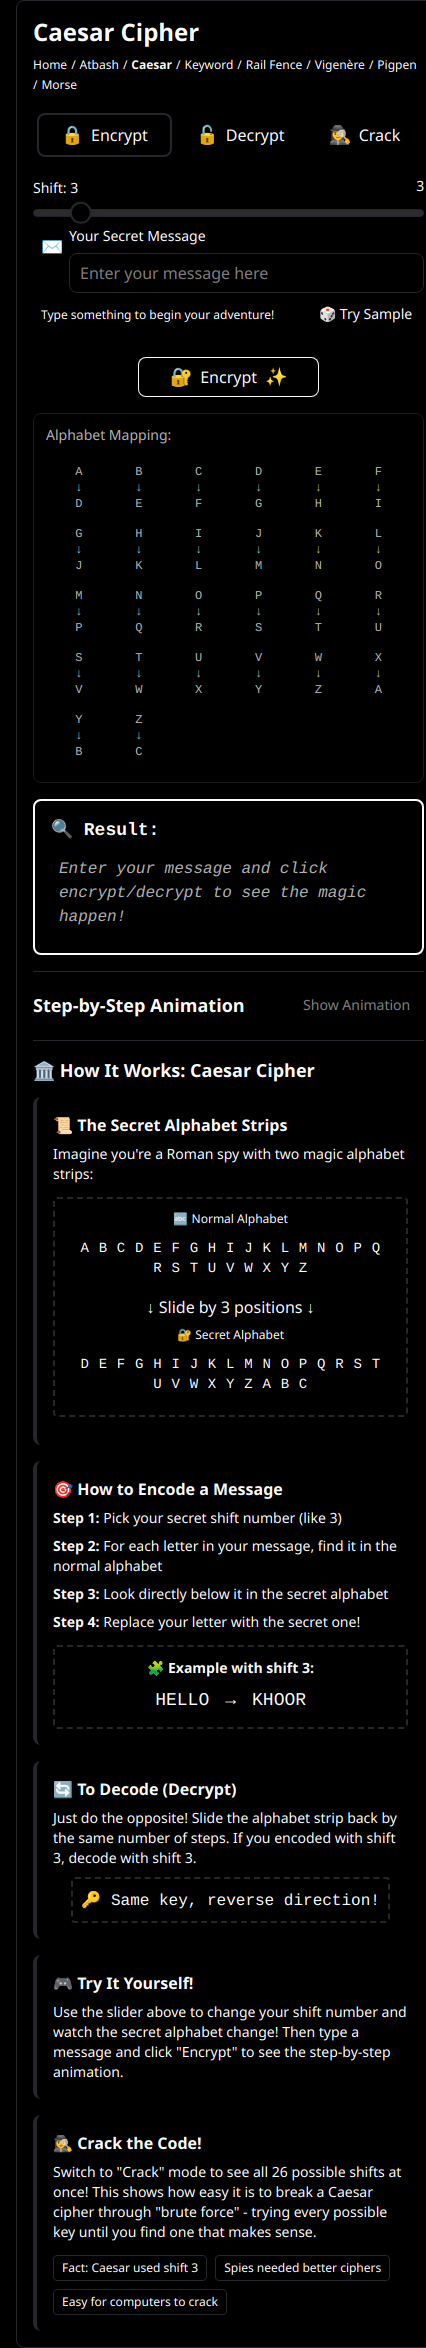 Caesar Cipher
Home / Atbash / Caesar / Keyword / Rail Fence / Vigenère / Pigpen
/ Morse
🔒 Encrypt 🔓 Decrypt 🕵️ Crack
Shift: 3 3
Your Secret Message
Enter your message here
Type something to begin your adventure! 🎲 Try Sample
🔐 Encrypt ✨
Alphabet Mapping:
A B C D E F
↓ ↓ ↓ ↓ ↓ ↓
D E F G H I
G H I J K L
↓ ↓ ↓ ↓ ↓ ↓
J K L M N O
M N O P Q R
↓ ↓ ↓ ↓ ↓ ↓
P Q R S T U
S T U V W X
↓ ↓ ↓ ↓ ↓ ↓
V W X Y Z A
Y Z
↓ ↓
B C
🔍 Result:
Enter your message and click
encrypt/decrypt to see the magic
happen!
Step-by-Step Animation Show Animation
🏛️ How It Works: Caesar Cipher
📜 The Secret Alphabet Strips
Imagine you're a Roman spy with two magic alphabet
strips:
🔤 Normal Alphabet
A B C D E F G H I J K L M N O P Q
R S T U V W X Y Z
↓ Slide by 3 positions ↓
🔐 Secret Alphabet
D E F G H I J K L M N O P Q R S T
U V W X Y Z A B C
🎯 How to Encode a Message
Step 1: Pick your secret shift number (like 3)
Step 2: For each letter in your message, find it in the
normal alphabet
Step 3: Look directly below it in the secret alphabet
Step 4: Replace your letter with the secret one!
🧩 Example with shift 3:
HELLO → KHOOR
🔄 To Decode (Decrypt)
Just do the opposite! Slide the alphabet strip back by
the same number of steps. If you encoded with shift
3, decode with shift 3.
🔑 Same key, reverse direction!
🎮 Try It Yourself!
Use the slider above to change your shift number and
watch the secret alphabet change! Then type a
message and click "Encrypt" to see the step-by-step
animation.
🕵️ Crack the Code!
Switch to "Crack" mode to see all 26 possible shifts at
once! This shows how easy it is to break a Caesar
cipher through "brute force" - trying every possible
key until you find one that makes sense.
Fact: Caesar used shift 3 Spies needed better ciphers
Easy for computers to crack